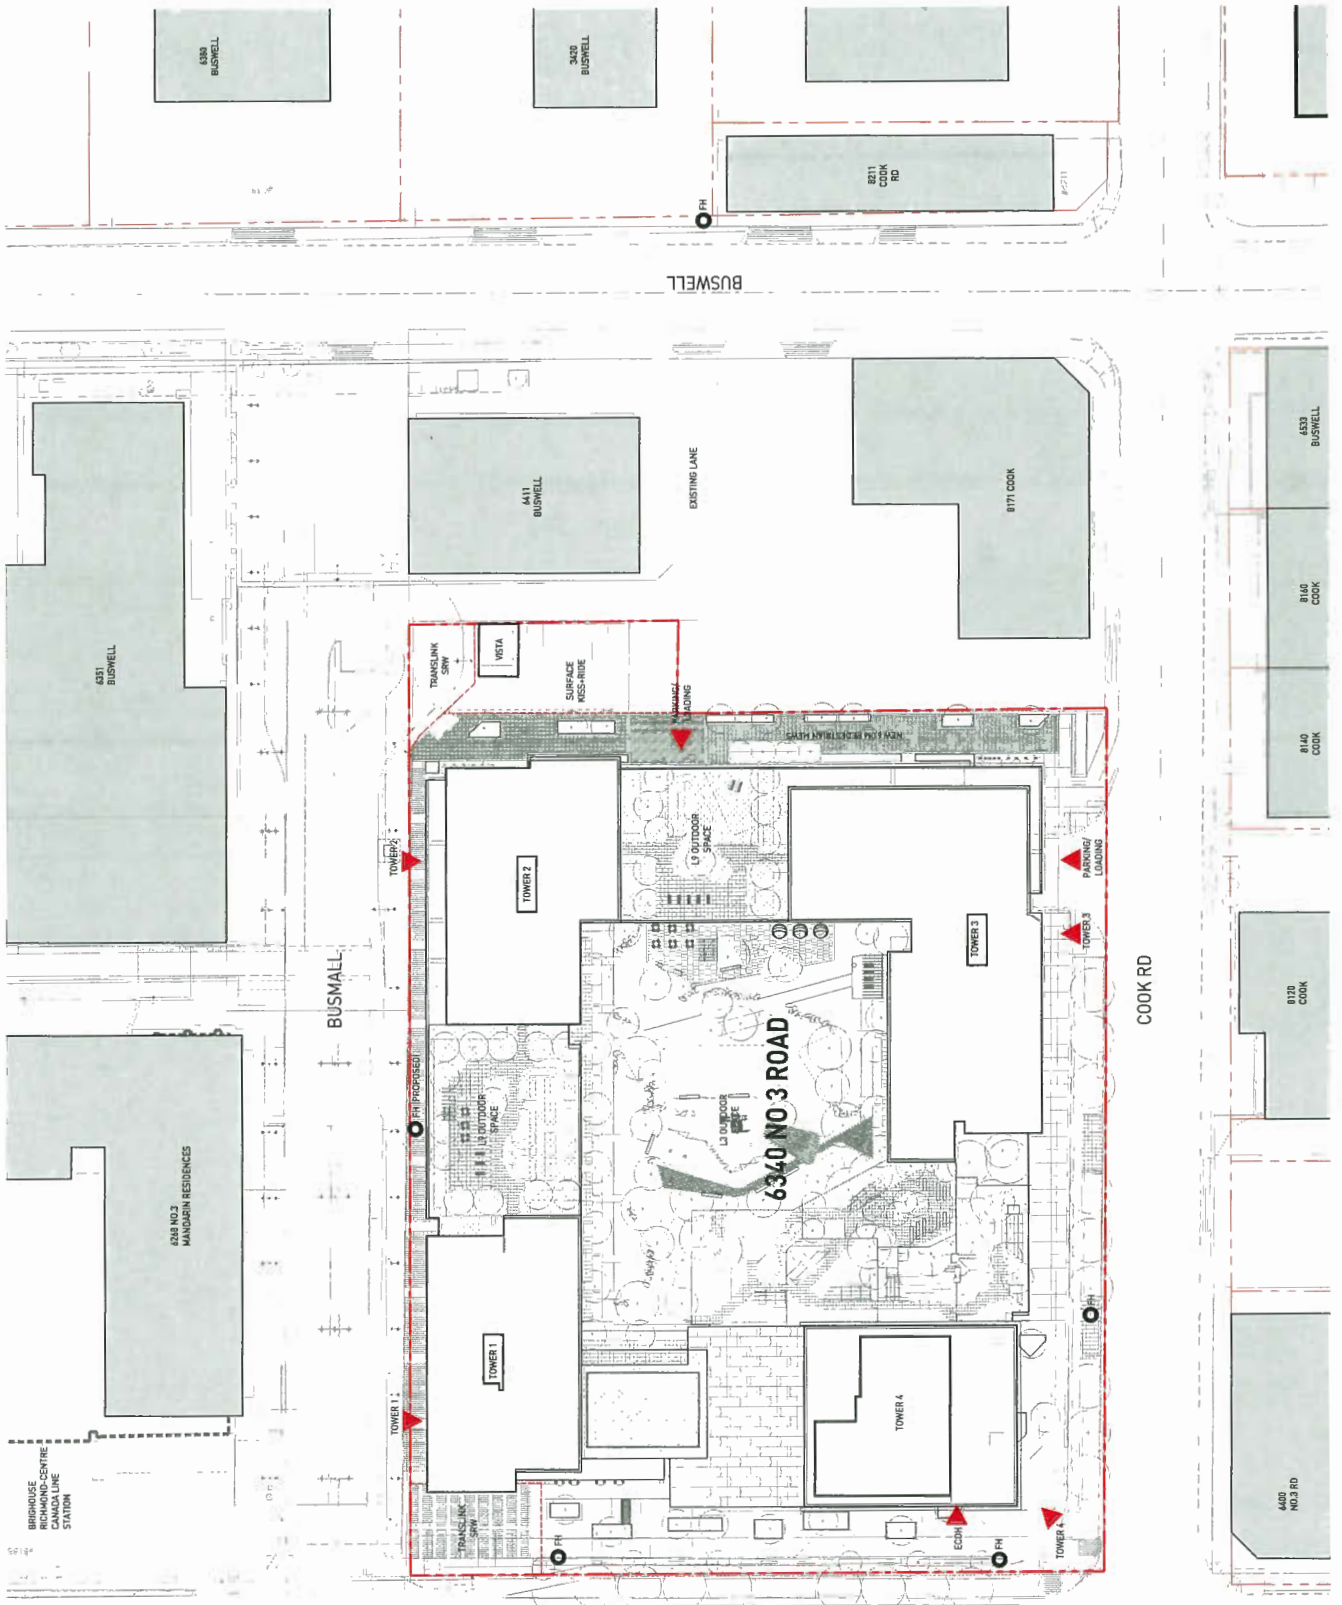 6380
BUSWELL
3420
BUSWELL
8211
COOK
RD
FH
BUSWELL
6351
BUSWELL
6411
BUSWELL
EXISTING LANE
8171 COOK
6533
BUSWELL
8160
COOK
8140
COOK
TRANSLINK
SRW
VISTA
SURFACE
KISS+RIDE
PARKING/
LOADING
NEW 6.0M PEDESTRIAN MEWS
TOWER 2
TOWER 2
L9 OUTDOOR
SPACE
TOWER 3
PARKING/
LOADING
TOWER 3
BUSMALL
COOK RD
8120
COOK
FH (PROPOSED)
L9 OUTDOOR
SPACE
L3 OUTDOOR
SPACE
6340 NO 3 ROAD
6268 NO.3
MANDARIN RESIDENCES
TOWER 1
TOWER 1
TOWER 4
FH
BRIGHOUSE
RICHMOND-CENTRE
CANADA LINE
STATION
TRANSLINK
SRW
FH
ECDH
FH
TOWER 4
6400
NO.3 RD